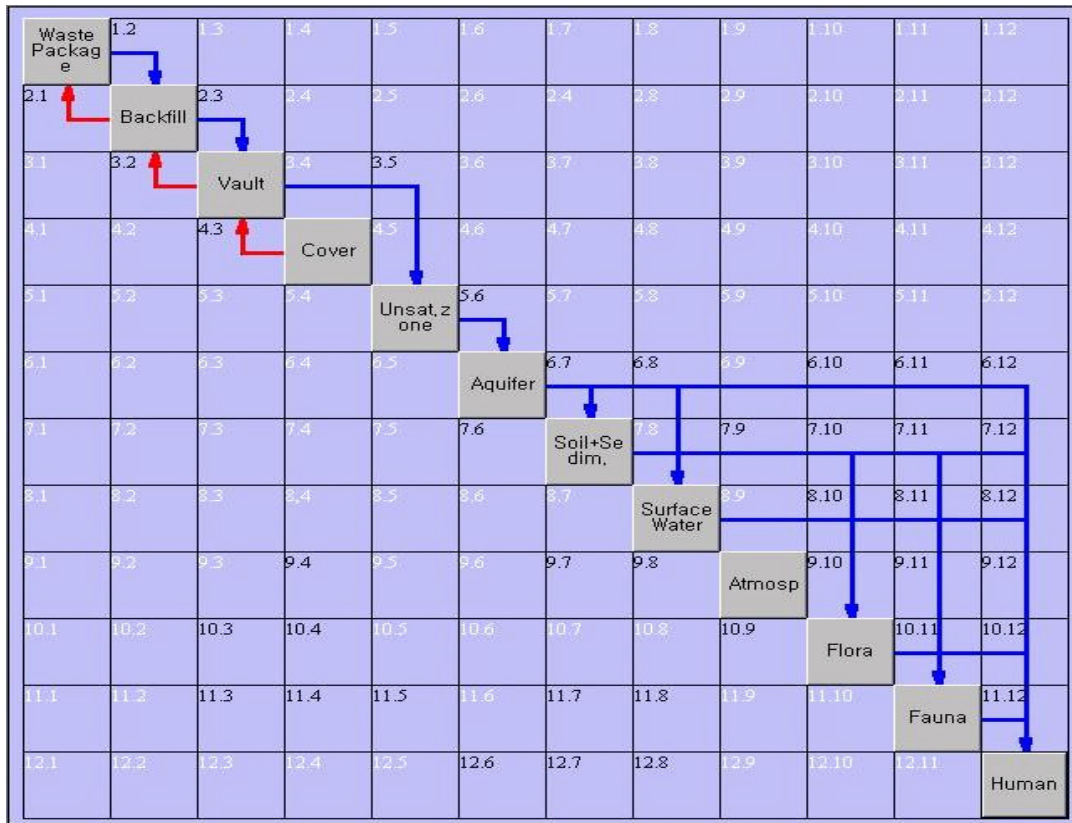 Waste 1.2 1.3 1.4 1.5 1.6 1.7 1.8 1.9 1.10 1.11 1.12
Packag
e
2.1 2.3 2.4 2.5 2.6 2.4 2.8 2.9 2.10 2.11 2.12
Backfill
3.1 3.2 3.4 3.5 3.6 3.7 3.8 3.9 3.10 3.11 3.12
Vault
4.1 4.2 4.3 4.5 4.6 4.7 4.8 4.9 4.10 4.11 4.12
Cover
5.1 5.2 5.3 5.4 5.6 5.7 5.8 5.9 5.10 5.11 5.12
Unsat,z
one
6.1 6.2 6.3 6.4 6.5 6.7 6.8 6.9 6.10 6.11 6.12
Aquifer
7.1 7.2 7.3 7.4 7.5 7.6 7.8 7.9 7.10 7.11 7.12
Soil+Se
dim,
8.1 8.2 8.3 8,4 8.5 8.6 8.7 8.9 8.10 8.11 8.12
Surface
Water
9.1 9.2 9.3 9.4 9.5 9.6 9.7 9.8 9.10 9.11 9.12
Atmosp
10.1 10.2 10.3 10.4 10.5 10.6 10.7 10.8 10.9 10.11 10.12
Flora
11.1 11.2 11.3 11.4 11.5 11.6 11.7 11.8 11.9 11.10 11.12
Fauna
12.1 12.2 12.3 12.4 12.5 12.6 12.7 12.8 12.9 12.10 12.11
Human